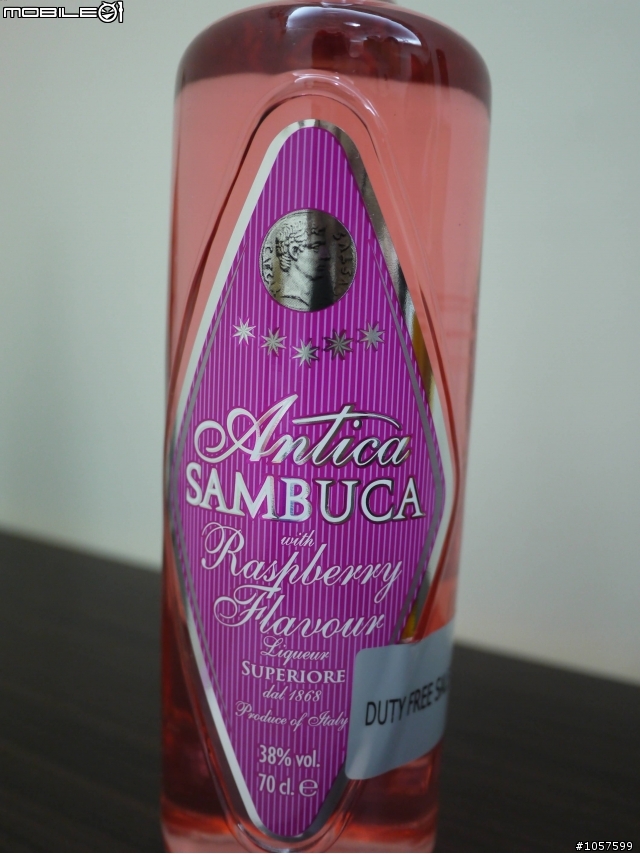 MOBILE01
Antica
SAMBUCA
with
Raspberry
Flavour
Liqueur
SUPERIORE
dal 1868
Produce of Italy
38% vol.
70 cl. ℮
DUTY FREE
#1057599